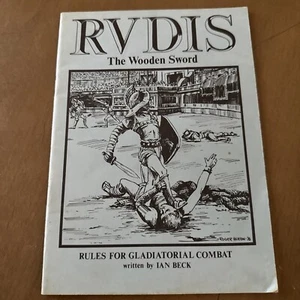 RVDIS
The Wooden Sword
RULES FOR GLADIATORIAL COMBAT
written by IAN BECK